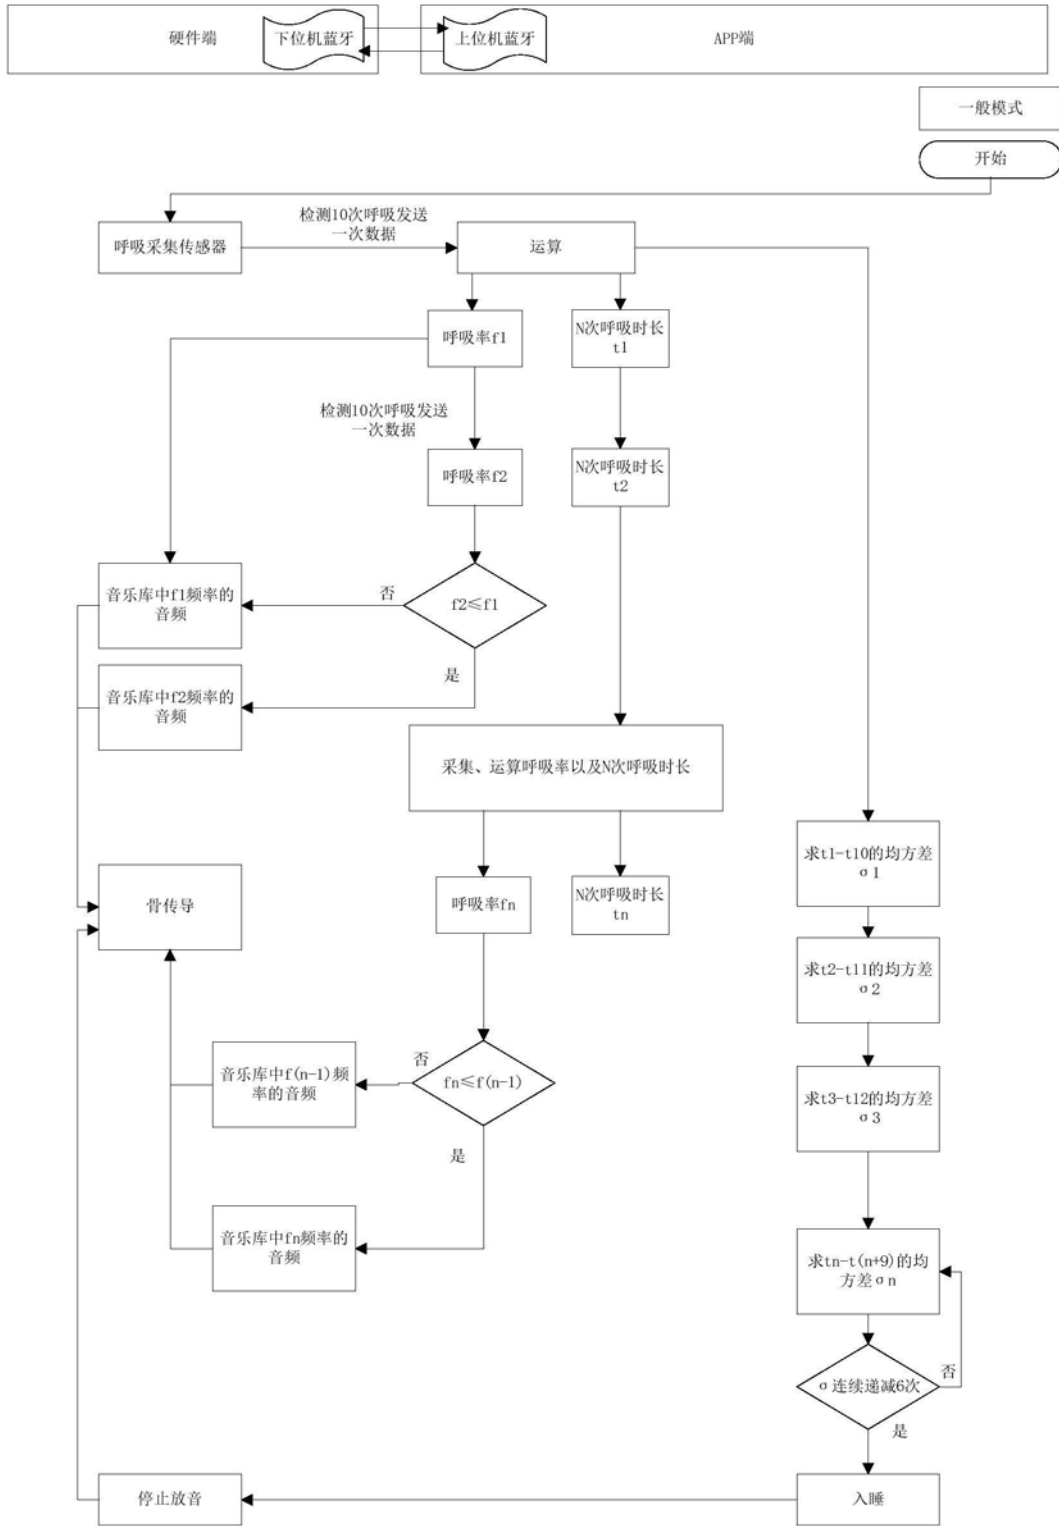 硬件端
下位机蓝牙
上位机蓝牙
APP端
一般模式
开始
检测10次呼吸发送
一次数据
呼吸采集传感器
运算
呼吸率f1
N次呼吸时长
t1
检测10次呼吸发送
一次数据
呼吸率f2
N次呼吸时长
t2
音乐库中f1频率的
音频
否
f2≤f1
是
音乐库中f2频率的
音频
采集、运算呼吸率以及N次呼吸时长
求t1-t10的均方差
σ1
骨传导
呼吸率fn
N次呼吸时长
tn
求t2-t11的均方差
σ2
音乐库中f(n-1)频
率的音频
否
fn≤f(n-1)
是
求t3-t12的均方差
σ3
音乐库中fn频率的
音频
求tn-t(n+9)的均
方差σn
σ连续递减6次
否
是
停止放音
入睡